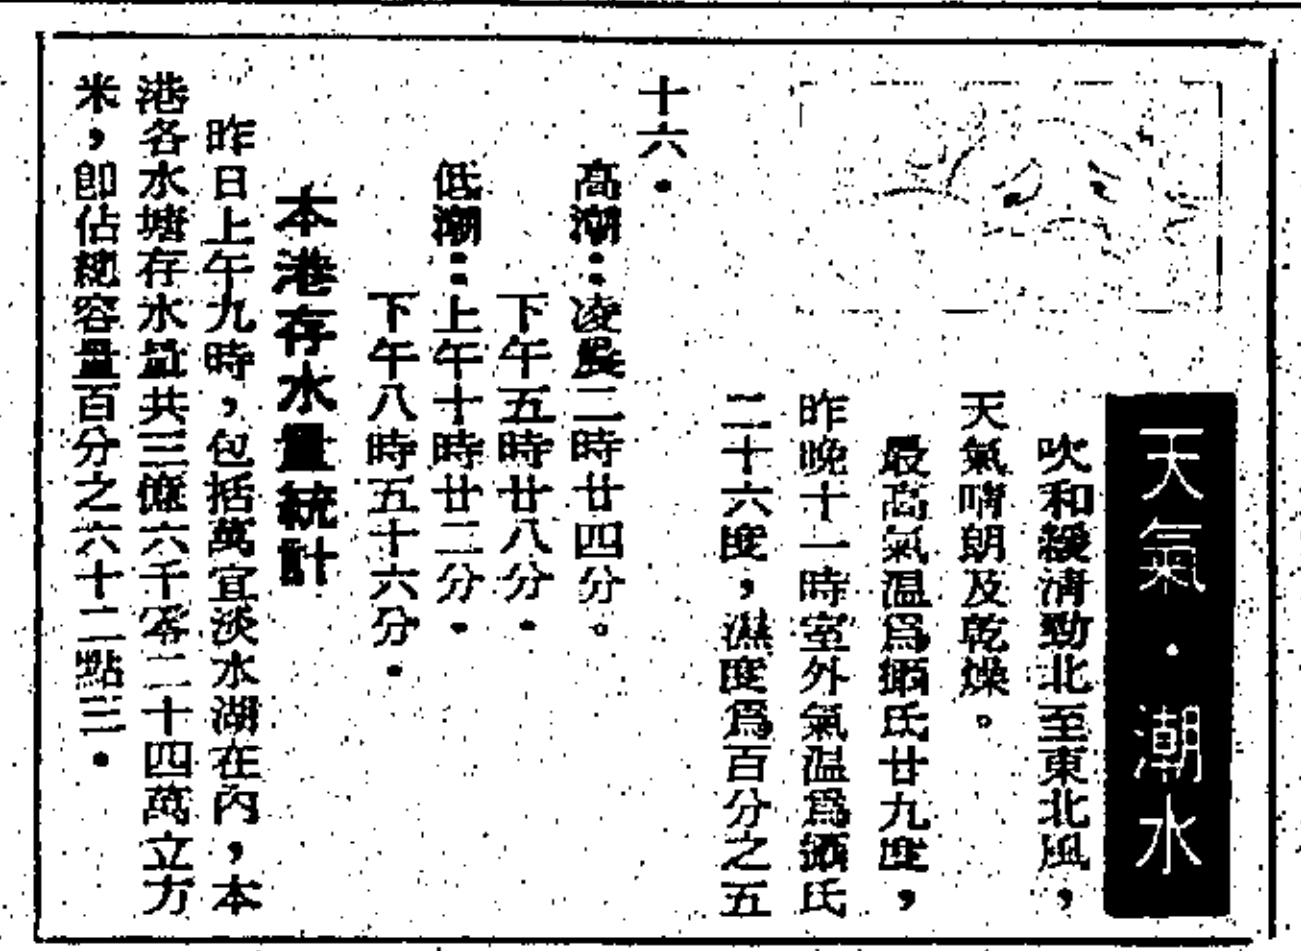 天氣·潮水
吹和緩清勁北至東北風，
天氣晴朗及乾燥。
最高氣温爲攝氏廿九度，
昨晚十一時室外氣温爲攝氏
二十六度，濕度爲百分之五
十六．
高潮：凌晨二時廿四分。
下午五時廿八分．
低潮：上午十時廿二分．
下午八時五十六分．
本港存水量統計
昨日上午九時，包括萬宜淡水湖在內，本
港各水塘存水量共三億六千零二十四萬立方
米，即佔總容量百分之六十二點三．